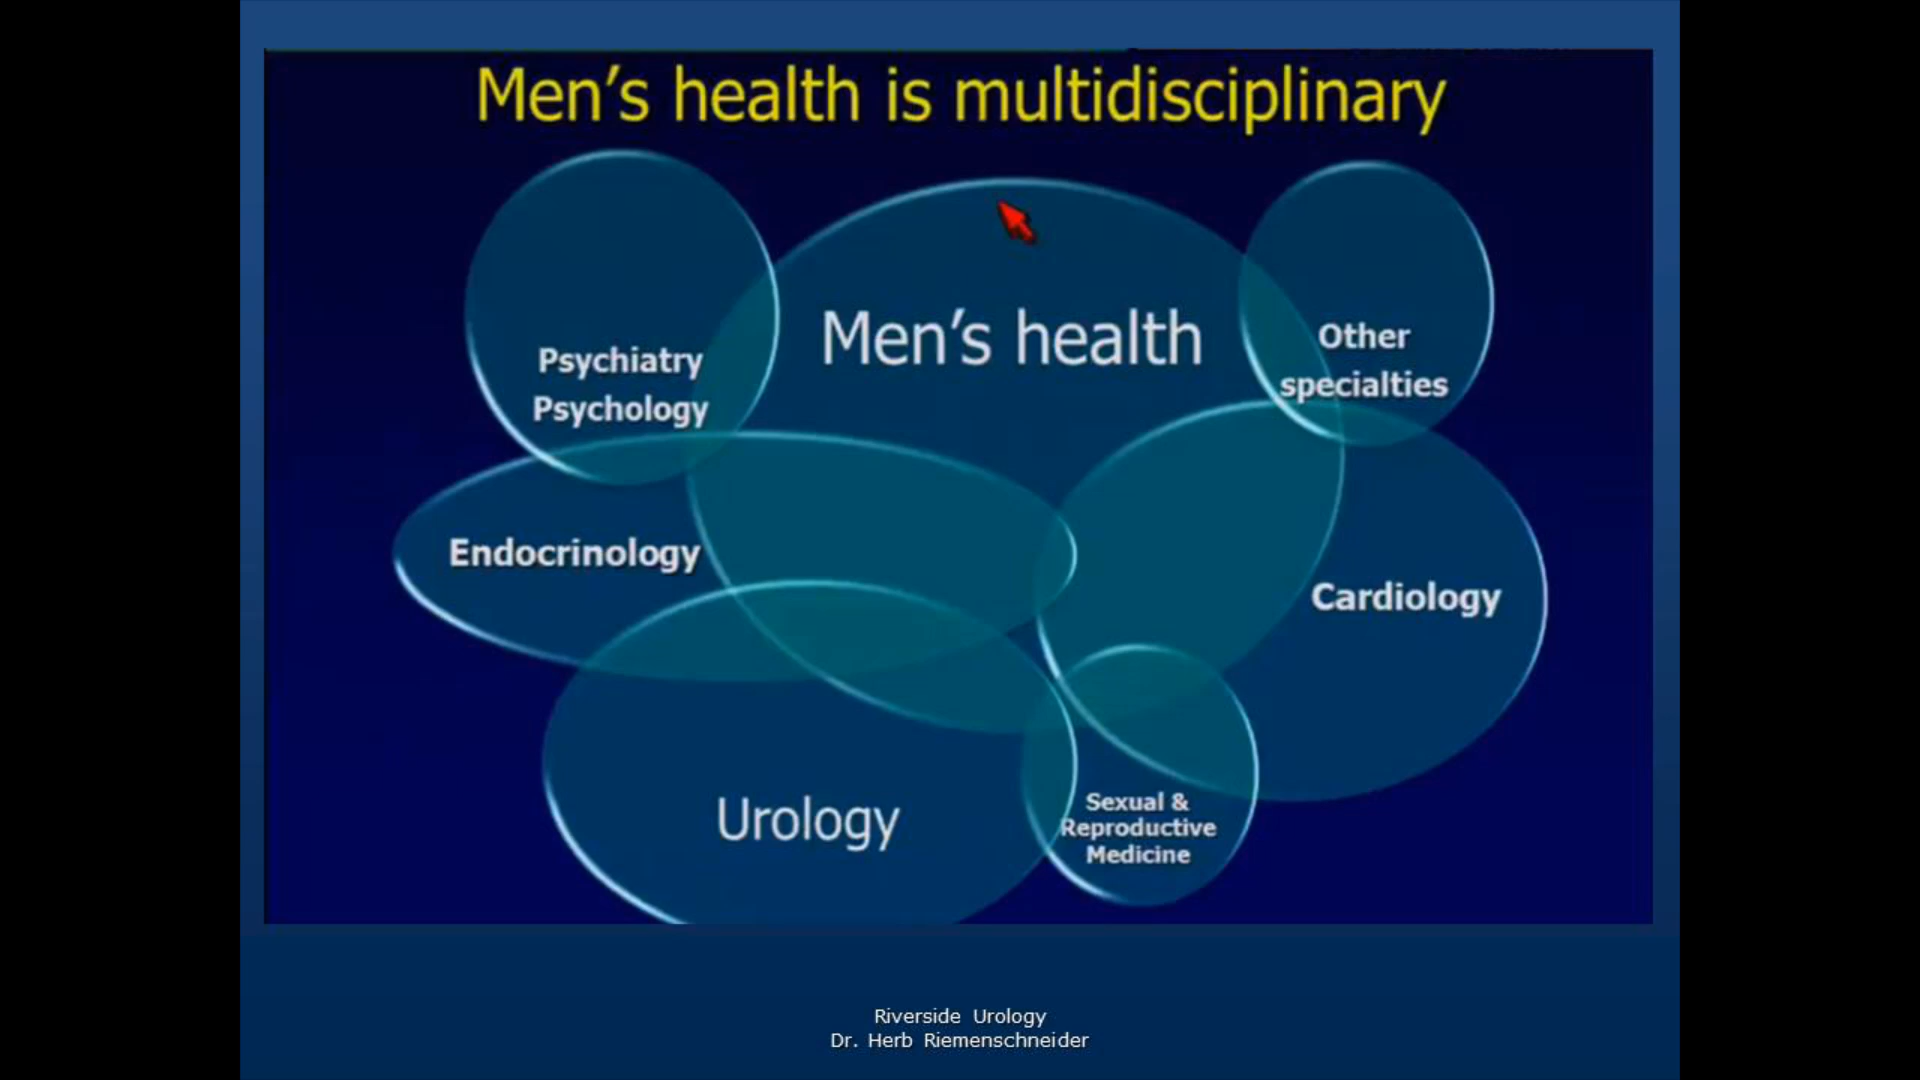 Men's health is multidisciplinary
Psychiatry
Psychology
Men's health
Other
specialties
Endocrinology
Cardiology
Urology
Sexual &
Reproductive
Medicine
Riverside Urology
Dr. Herb Riemenschneider